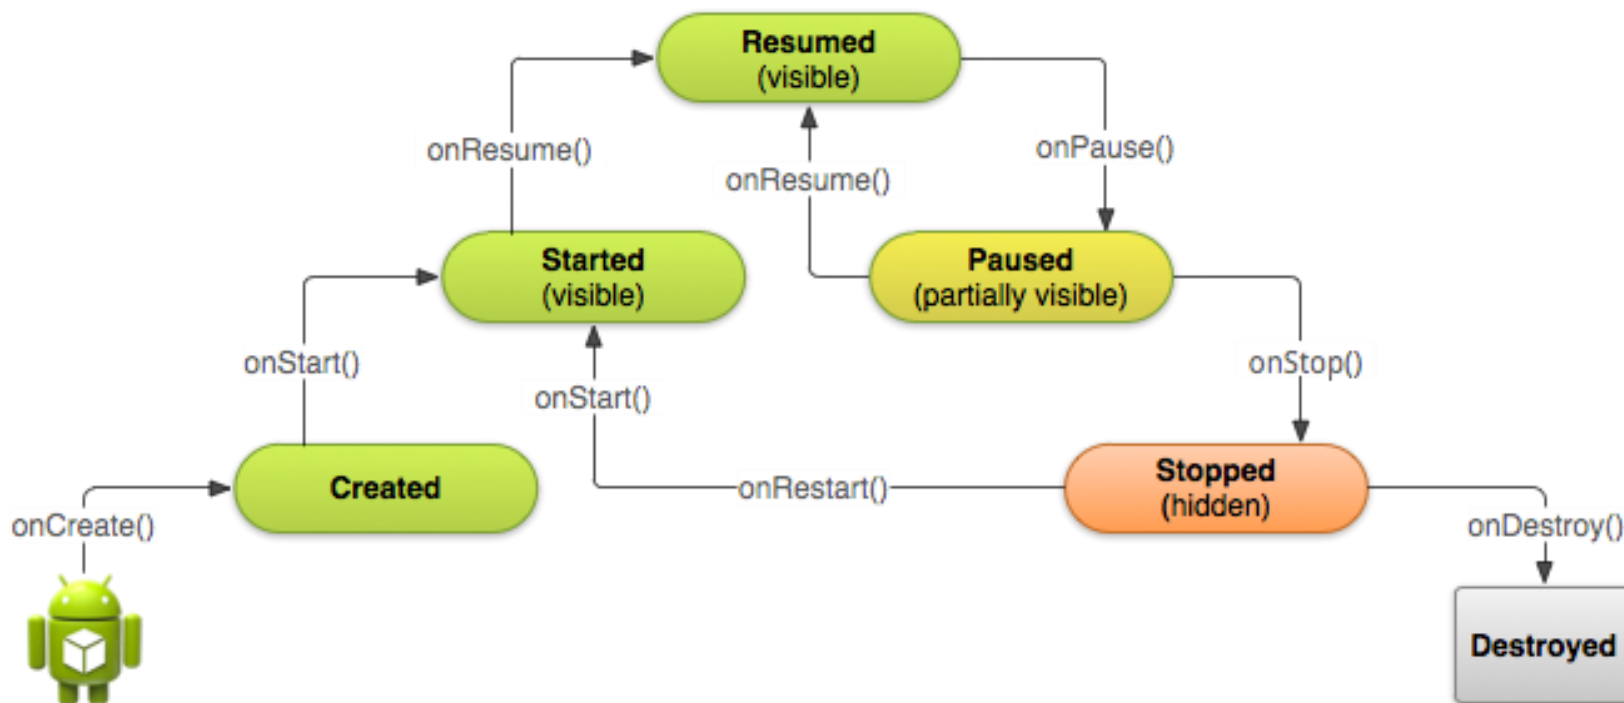 Resumed
(visible)
onResume()
onPause()
onResume()
Started
(visible)
Paused
(partially visible)
onStart()
onStop()
onStart()
Created
onRestart()
Stopped
(hidden)
onCreate()
onDestroy()
Destroyed